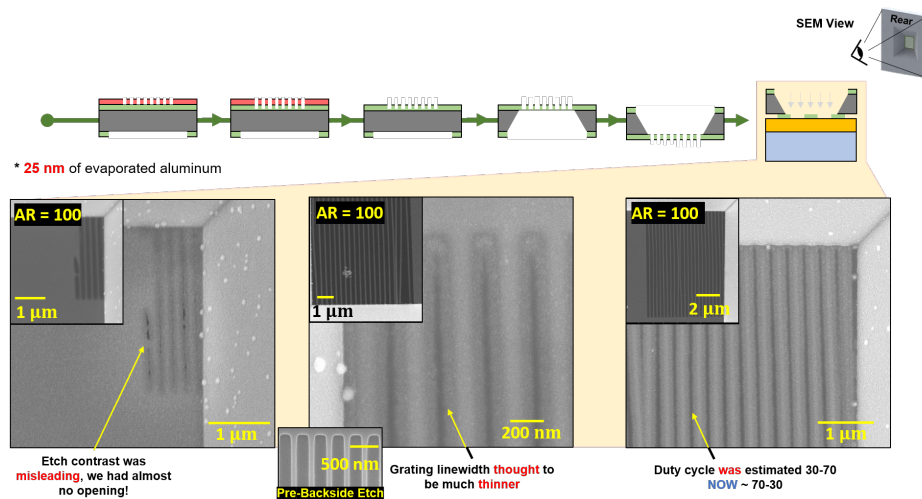 SEM View
Rear
* 25 nm of evaporated aluminum
AR = 100
1 µm
1 µm
AR = 100
1 µm
200 nm
AR = 100
2 µm
1 µm
Etch contrast was
misleading, we had almost
no opening!
500 nm
Pre-Backside Etch
Grating linewidth thought to
be much thinner
Duty cycle was estimated 30-70
NOW ~ 70-30